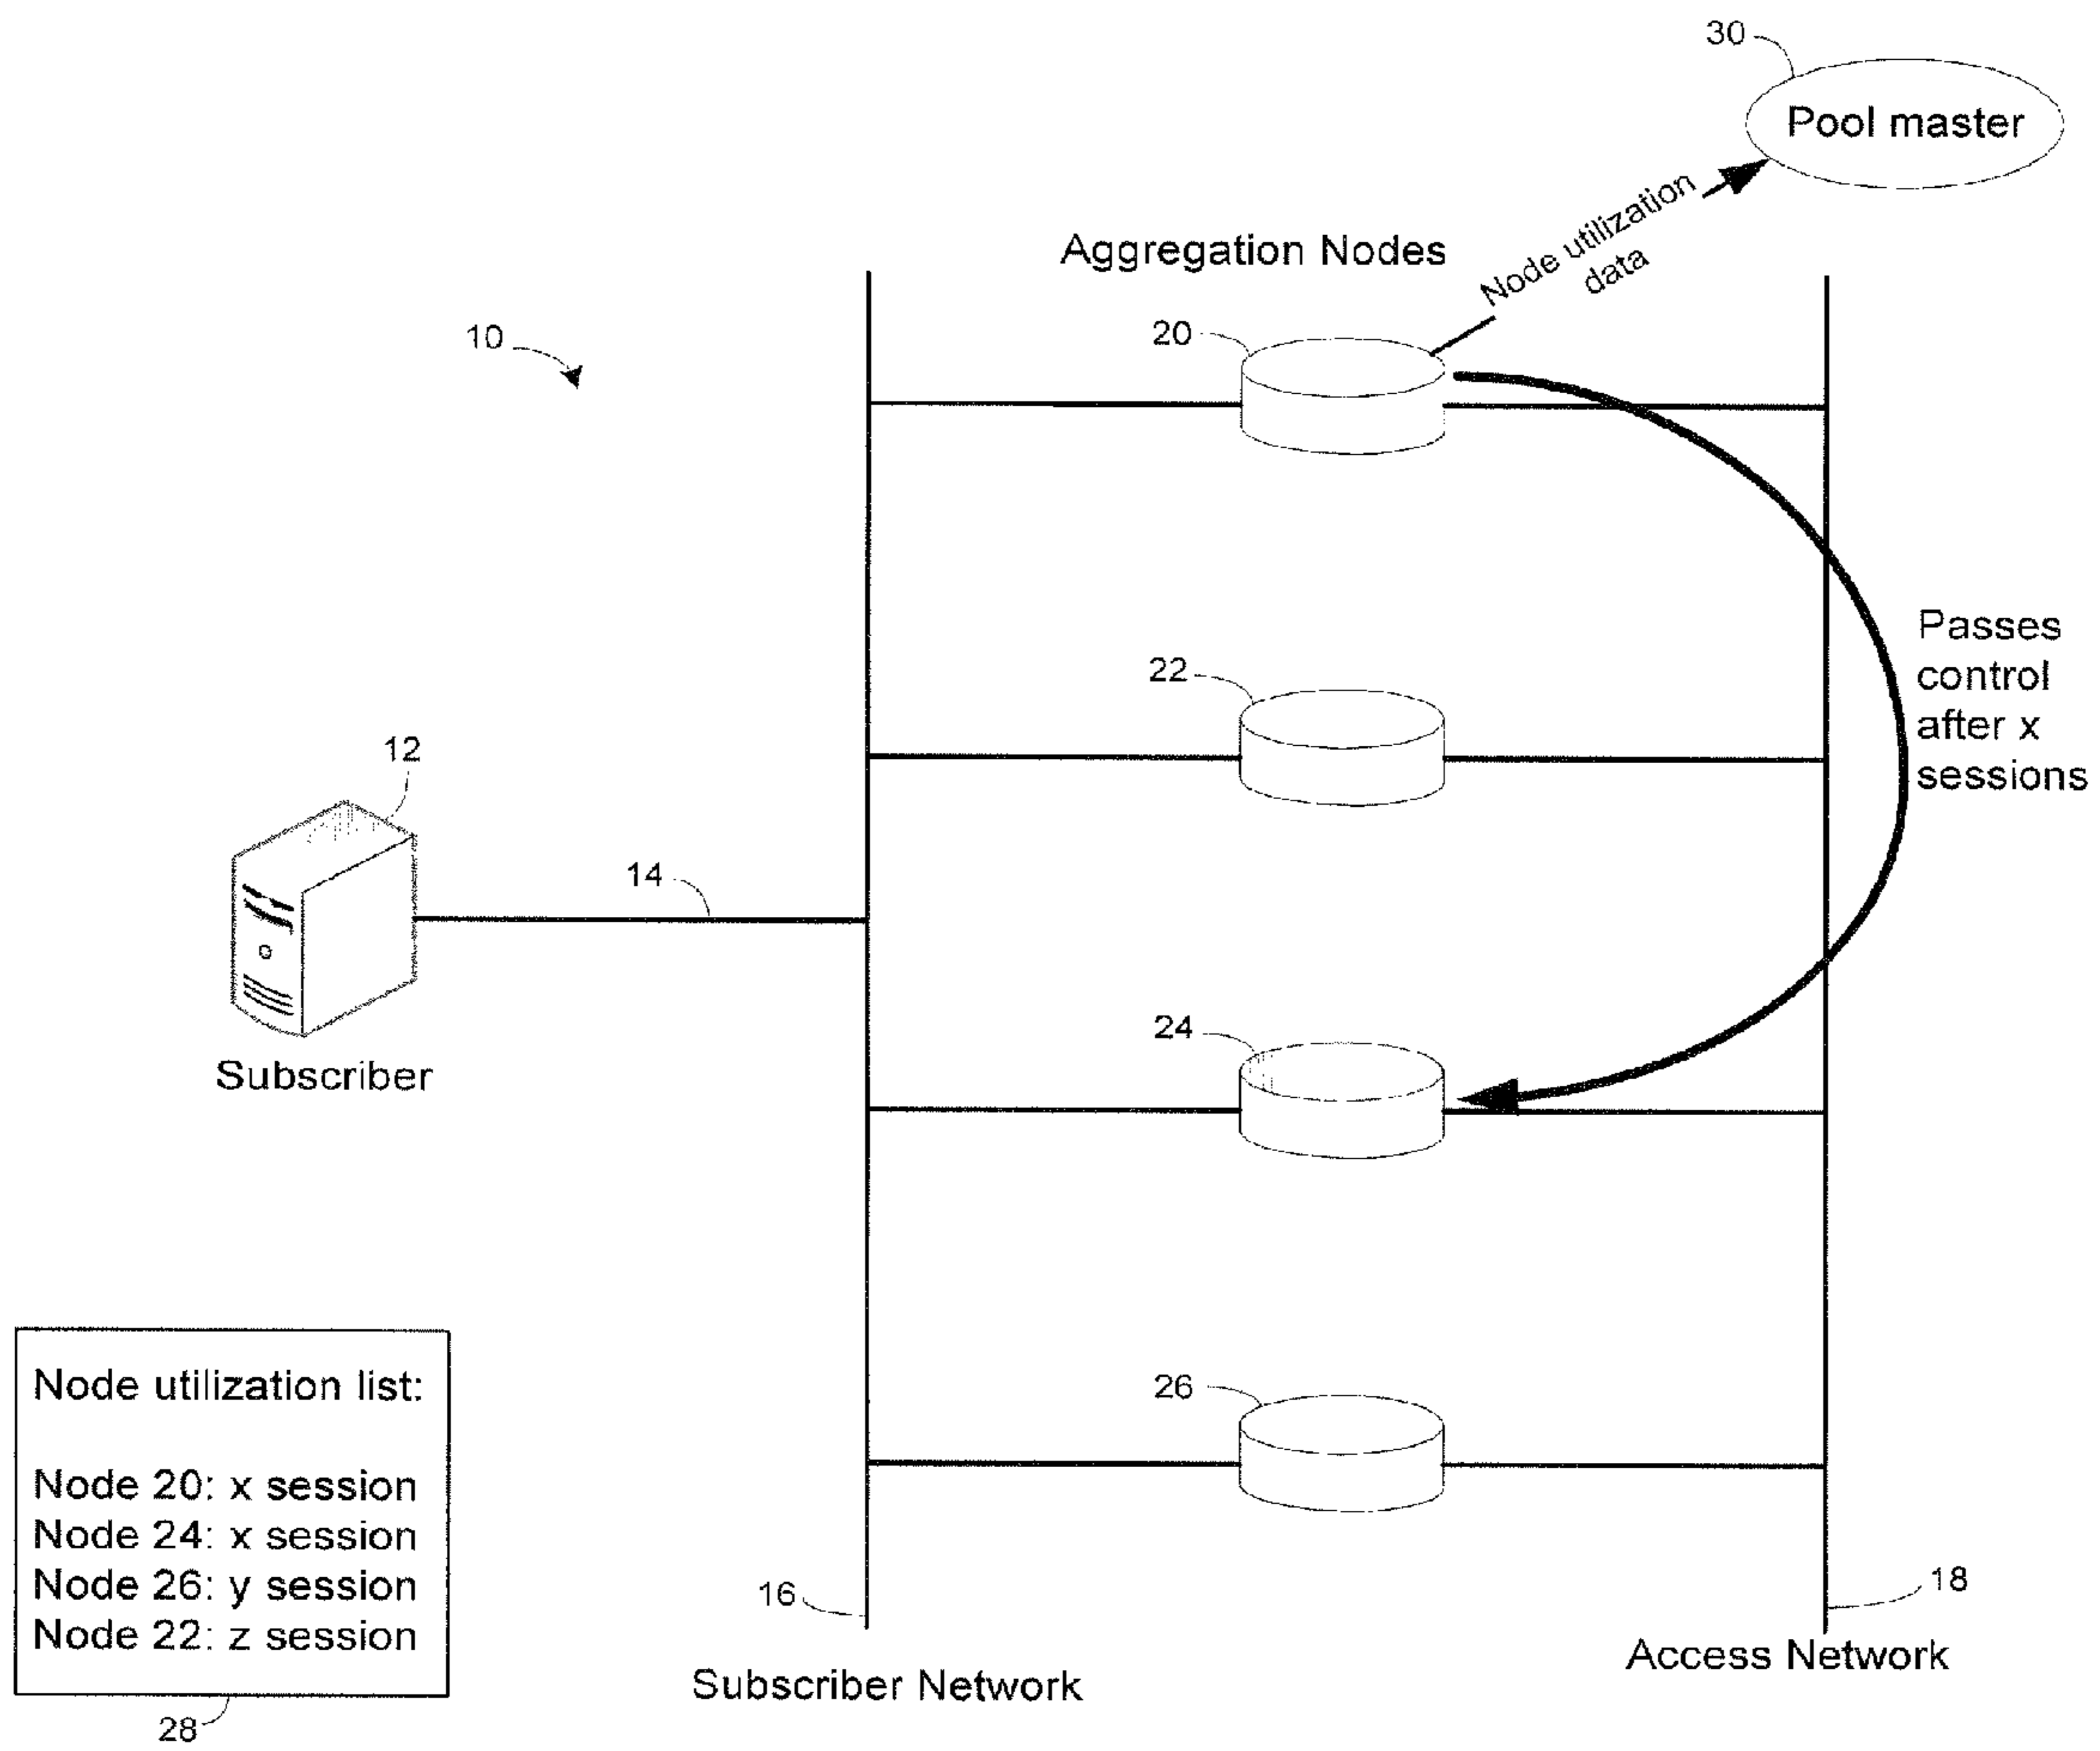 30
Pool master
Node utilization
data
Aggregation Nodes
10
20
Passes
control
after x
sessions
22
12
14
24
Subscriber
26
Node utilization list:
Node 20: x session
Node 24: x session
Node 26: y session
Node 22: z session
28
16
18
Subscriber Network
Access Network